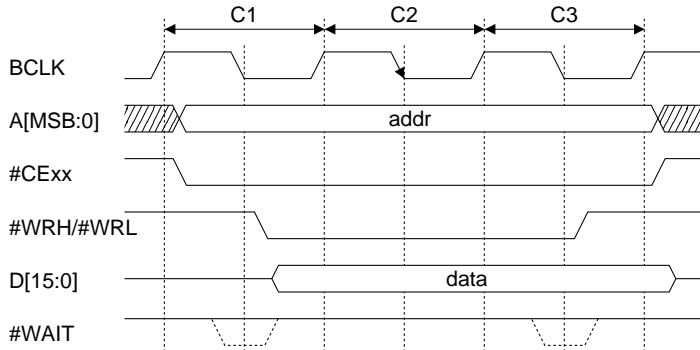 C1 C2 C3
BCLK
A[MSB:0] addr
#CExx
#WRH/#WRL
D[15:0] data
#WAIT